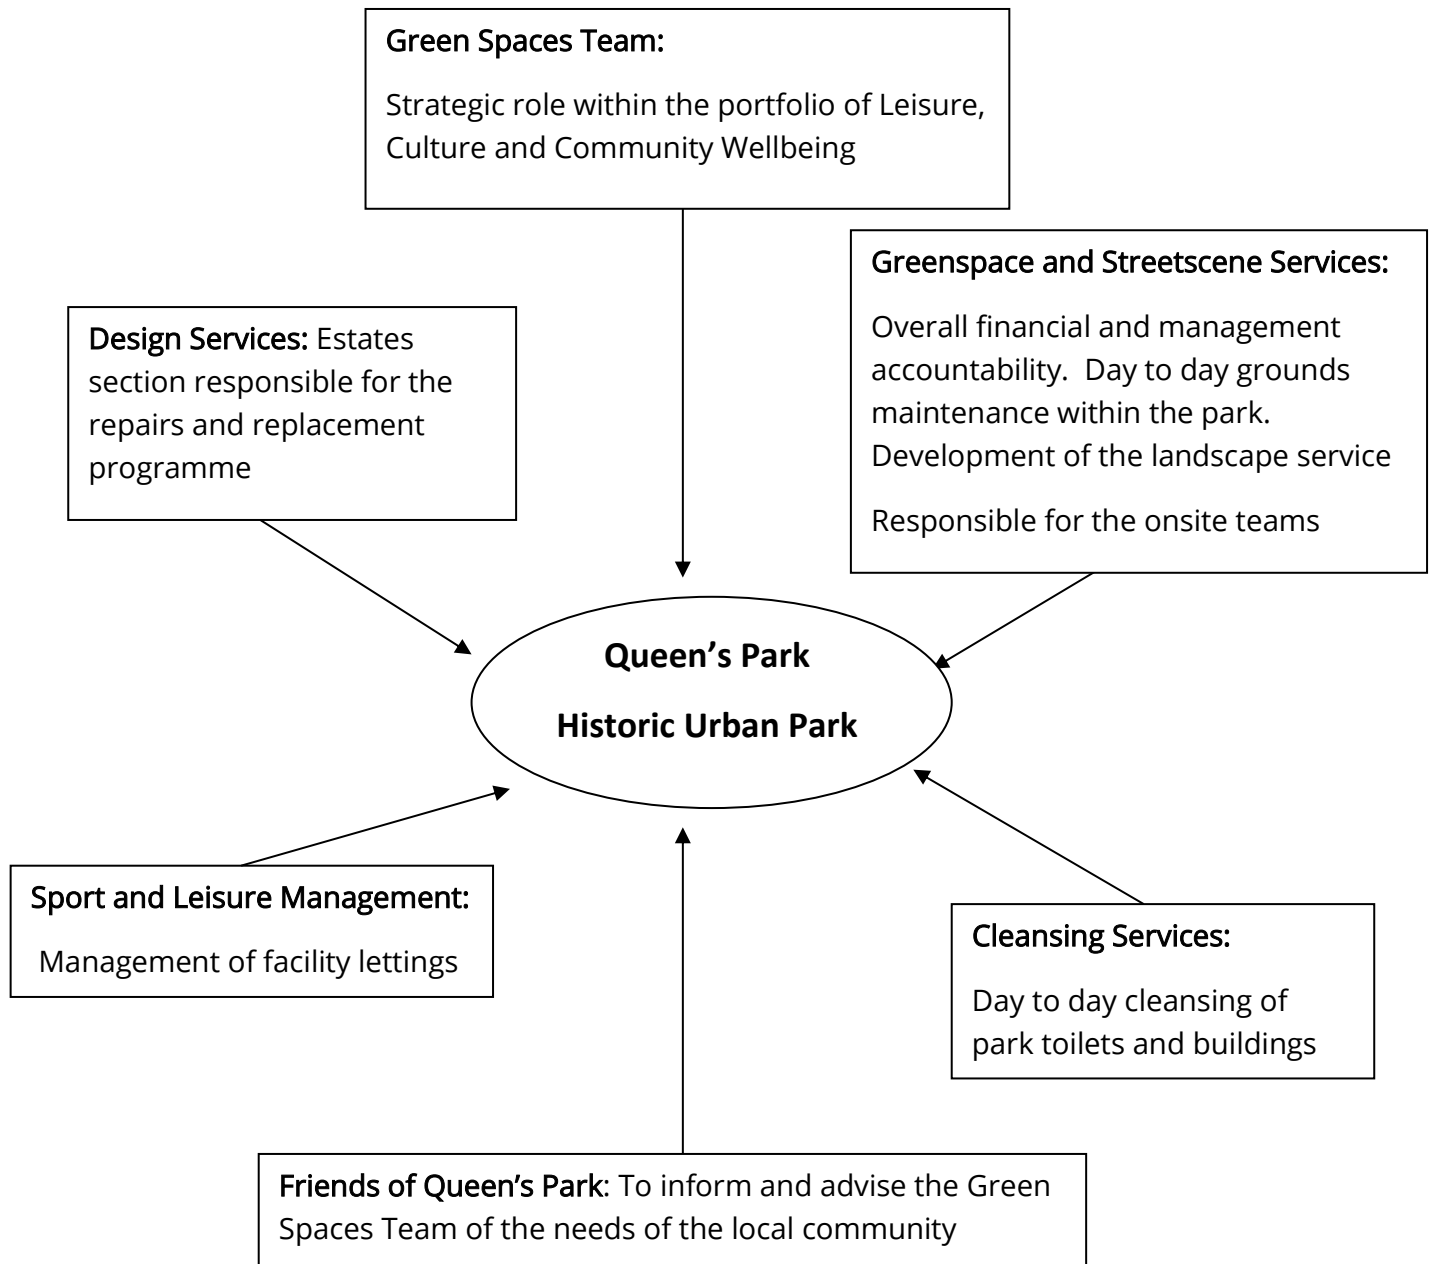 Green Spaces Team:
Strategic role within the portfolio of Leisure,
Culture and Community Wellbeing
Greenspace and Streetscene Services:
Overall financial and management
accountability.  Day to day grounds
maintenance within the park.
Development of the landscape service
Responsible for the onsite teams
Design Services: Estates
section responsible for the
repairs and replacement
programme
Queen’s Park
Historic Urban Park
Sport and Leisure Management:
Management of facility lettings
Cleansing Services:
Day to day cleansing of
park toilets and buildings
Friends of Queen’s Park: To inform and advise the Green
Spaces Team of the needs of the local community